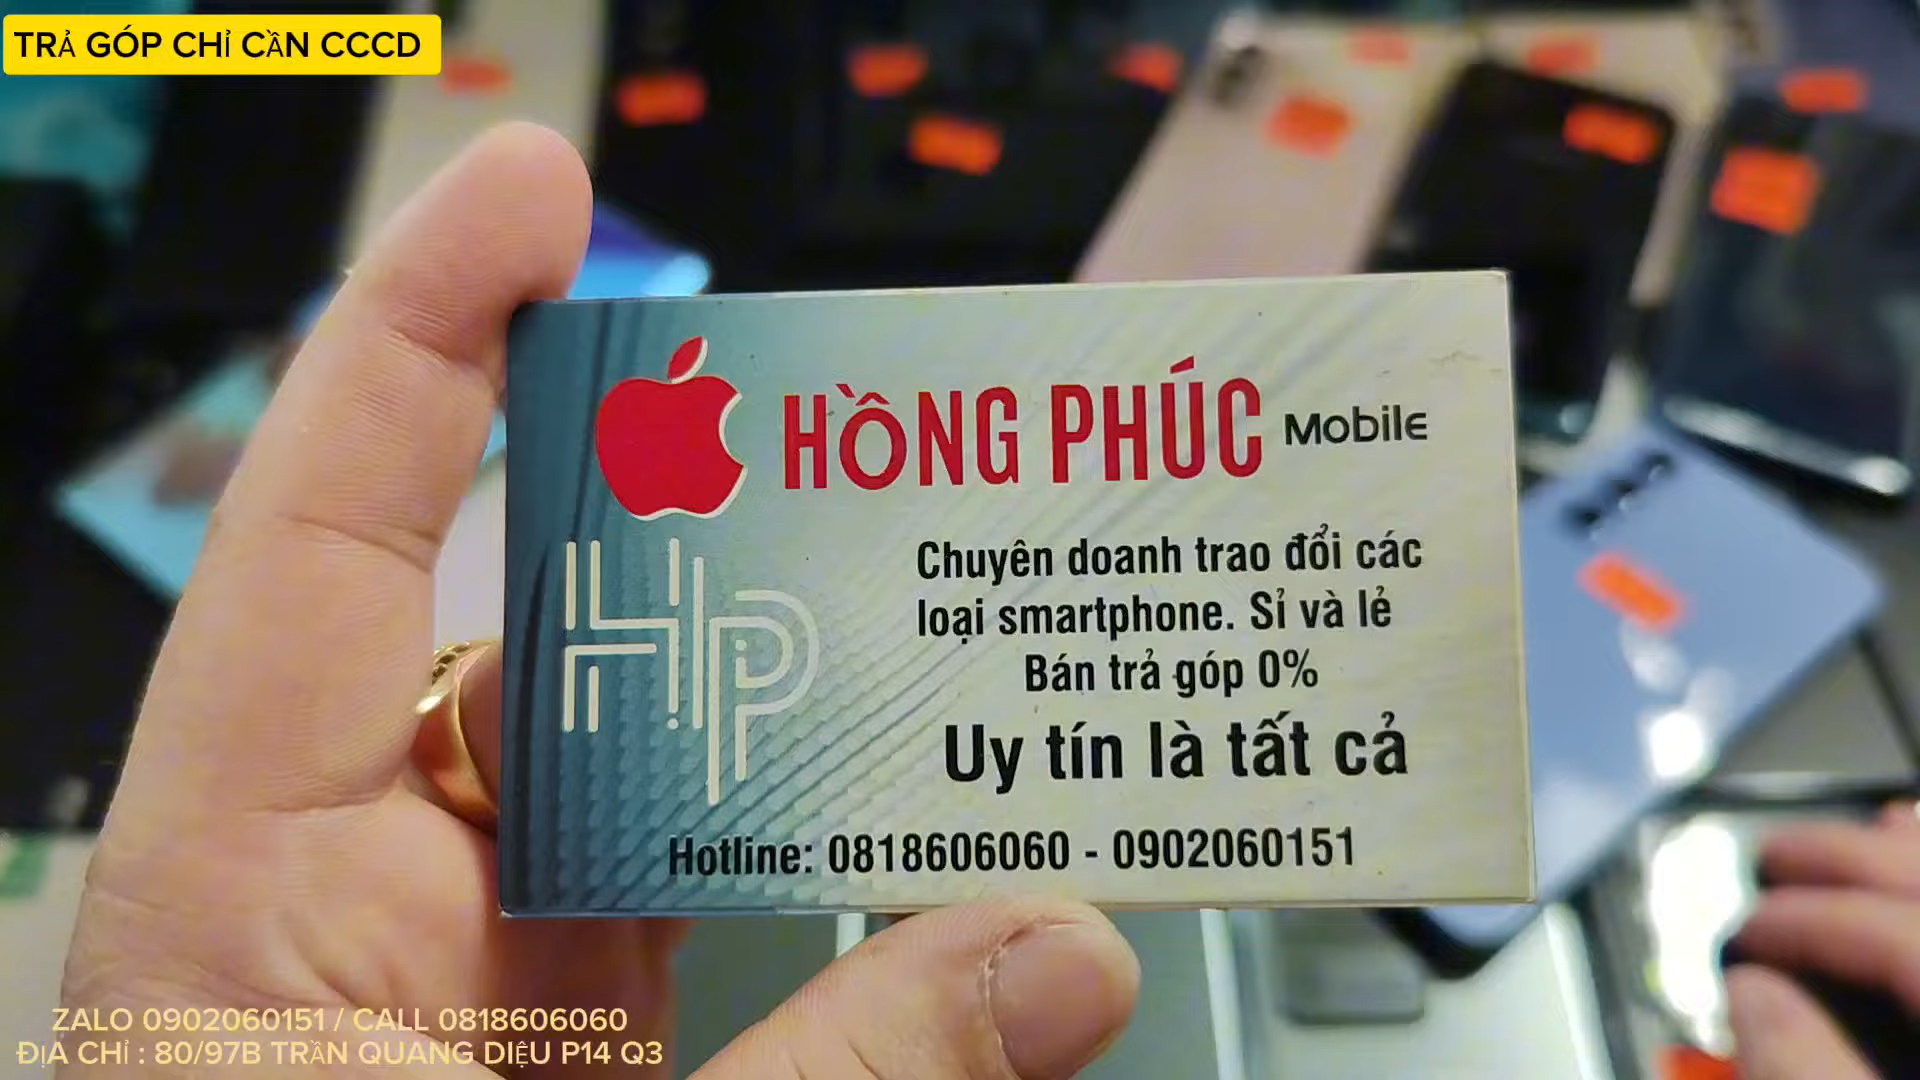 TRẢ GÓP CHỈ CẦN CCCD
HỒNG PHÚC Mobile
HP
Chuyên doanh trao đổi các
loại smartphone. Sỉ và lẻ
Bán trả góp 0%
Uy tín là tất cả
Hotline: 0818606060 - 0902060151
ZALO 0902060151 / CALL 0818606060
ĐỊA CHỈ : 80/97B TRẦN QUANG DIỆU P14 Q3